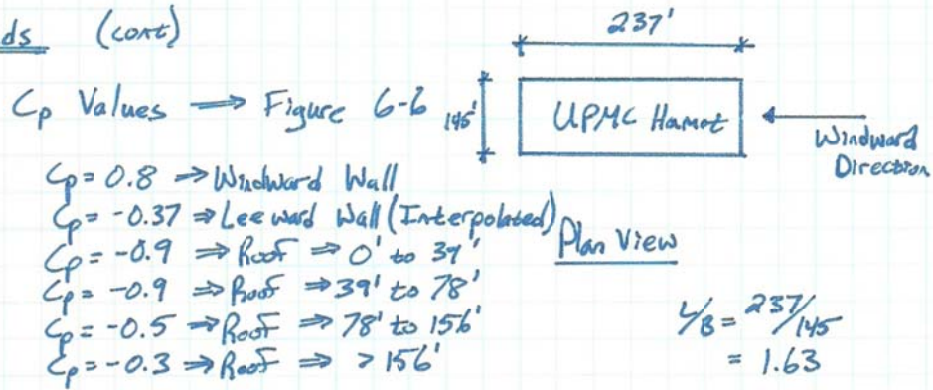 ds (cont)
237'
Cp Values → Figure 6-6
145'
UPMC Hamot
Windward
Direction
Cp = 0.8 ⇒ Windward Wall
Cp = -0.37 ⇒ Leeward Wall (Interpolated)
Plan View
Cp = -0.9 ⇒ Roof ⇒ 0' to 39'
Cp = -0.9 ⇒ Roof ⇒ 39' to 78'
Cp = -0.5 ⇒ Roof ⇒ 78' to 156'
Cp = -0.3 ⇒ Roof ⇒ > 156'
L/B = 237/145
= 1.63